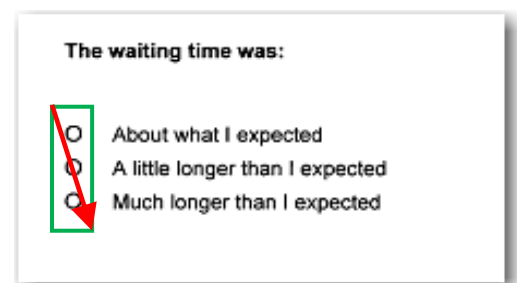 The waiting time was:
About what I expected
A little longer than I expected
Much longer than I expected